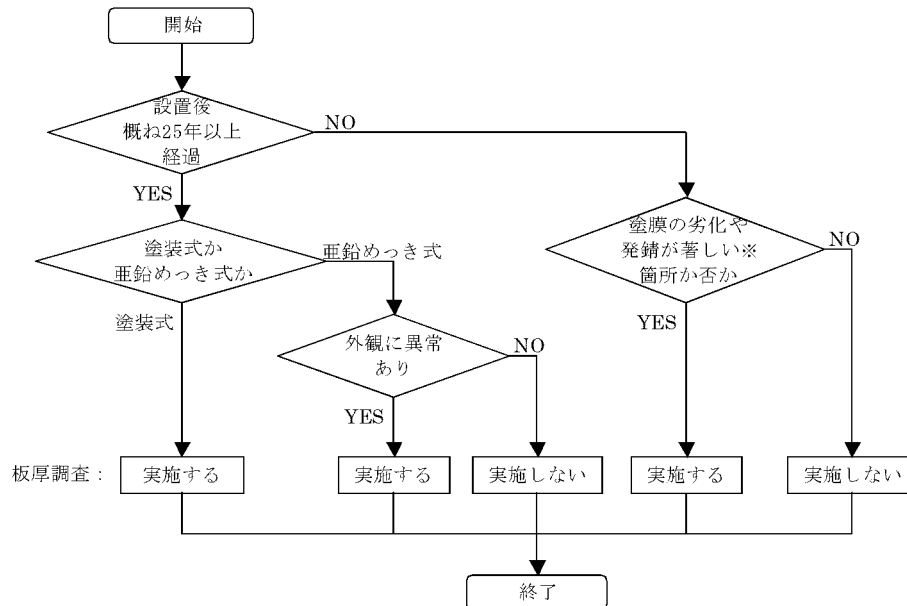 開始
設置後
概ね25年以上
経過
NO
YES
塗装式か
亜鉛めっき式か
亜鉛めっき式
塗装式
塗膜の劣化や
発錆が著しい※
箇所か否か
NO
YES
外観に異常
あり
NO
YES
板厚調査：
実施する
実施する
実施しない
実施する
実施しない
終了